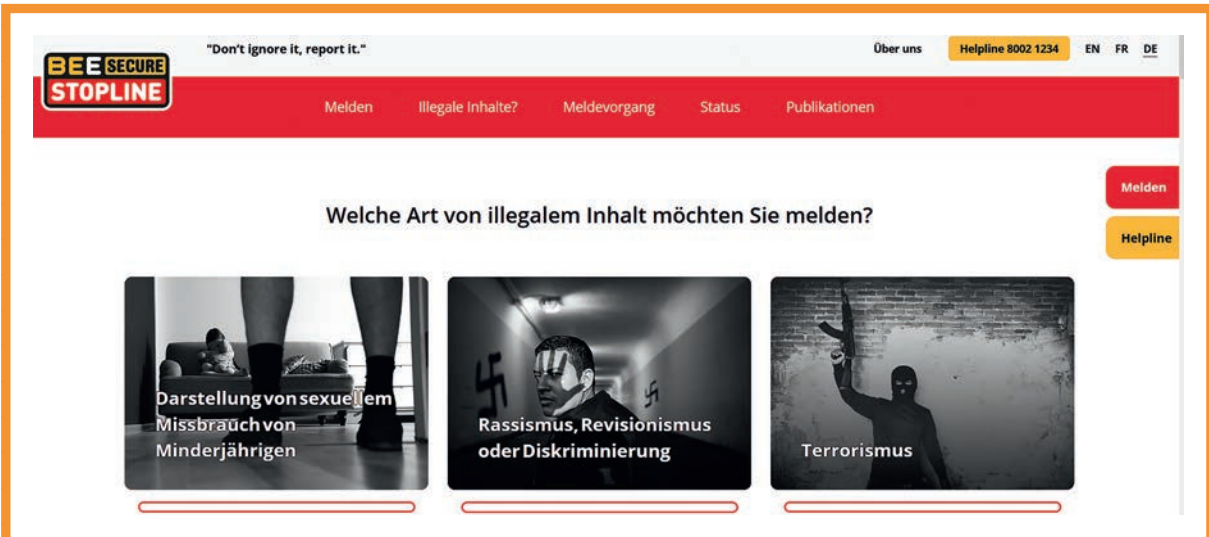 "Don't ignore it, report it."
Über uns
Helpline 8002 1234
EN FR DE
BEE SECURE
STOPLINE
Melden
Illegale Inhalte?
Meldevorgang
Status
Publikationen
Melden
Helpline
Welche Art von illegalem Inhalt möchten Sie melden?
Darstellung von sexuellem
Missbrauch von
Minderjährigen
Rassismus, Revisionismus
oder Diskriminierung
Terrorismus